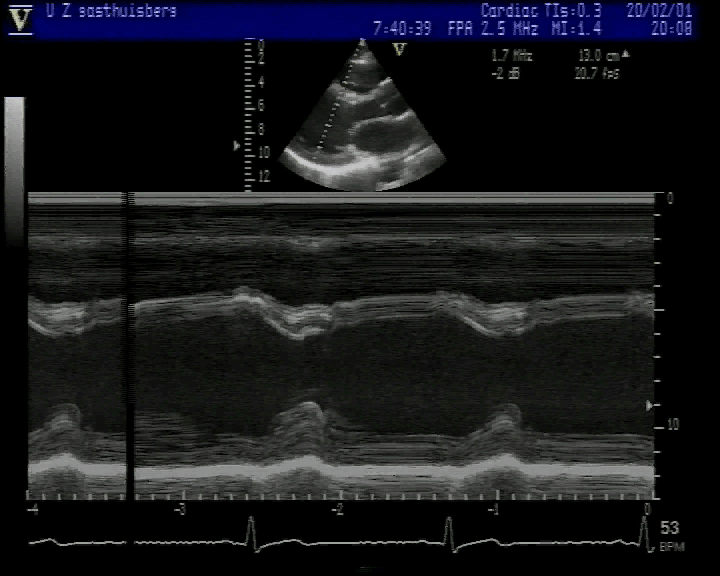 V U Z gasthuisberg Cardiac TIs:0.3 20/02/01
7:40:39 FPA 2.5 MHz MI:1.4 20:08
V
1.7 MHz 13.0 cm
-2 dB 20.7 fps
0
2
4
6
8
10
12
0
10
-4 -3 -2 -1 0
53
BPM